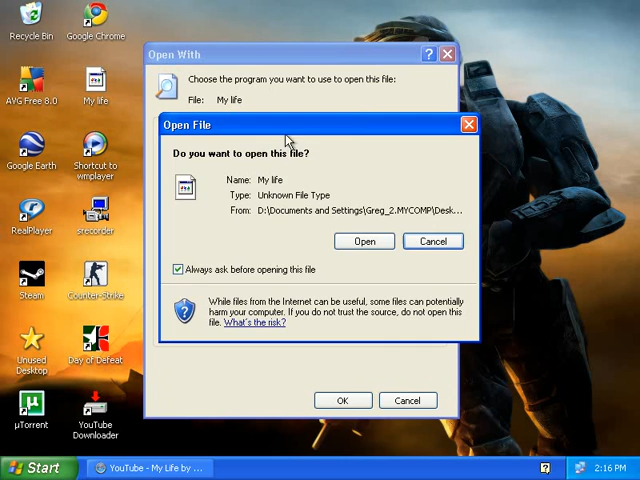 Recycle Bin
Google Chrome
AVG Free 8.0
My life
Google Earth
Shortcut to
wmplayer
RealPlayer
srecorder
Steam
Counter-Strike
Unused
Desktop
Day of Defeat
µTorrent
YouTube
Downloader
Open With
Choose the program you want to use to open this file:
File: My life
Open File
Do you want to open this file?
Name: My life
Type: Unknown File Type
From: D:\Documents and Settings\Greg_2.MYCOMP\Desk...
Open
Cancel
Always ask before opening this file
While files from the Internet can be useful, some files can potentially
harm your computer. If you do not trust the source, do not open this
file. What's the risk?
OK
Cancel
Start
YouTube - My Life by ...
2:16 PM